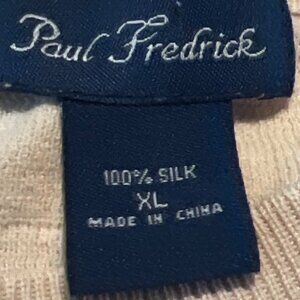 Paul Fredrick
100% SILK
XL
MADE IN CHINA